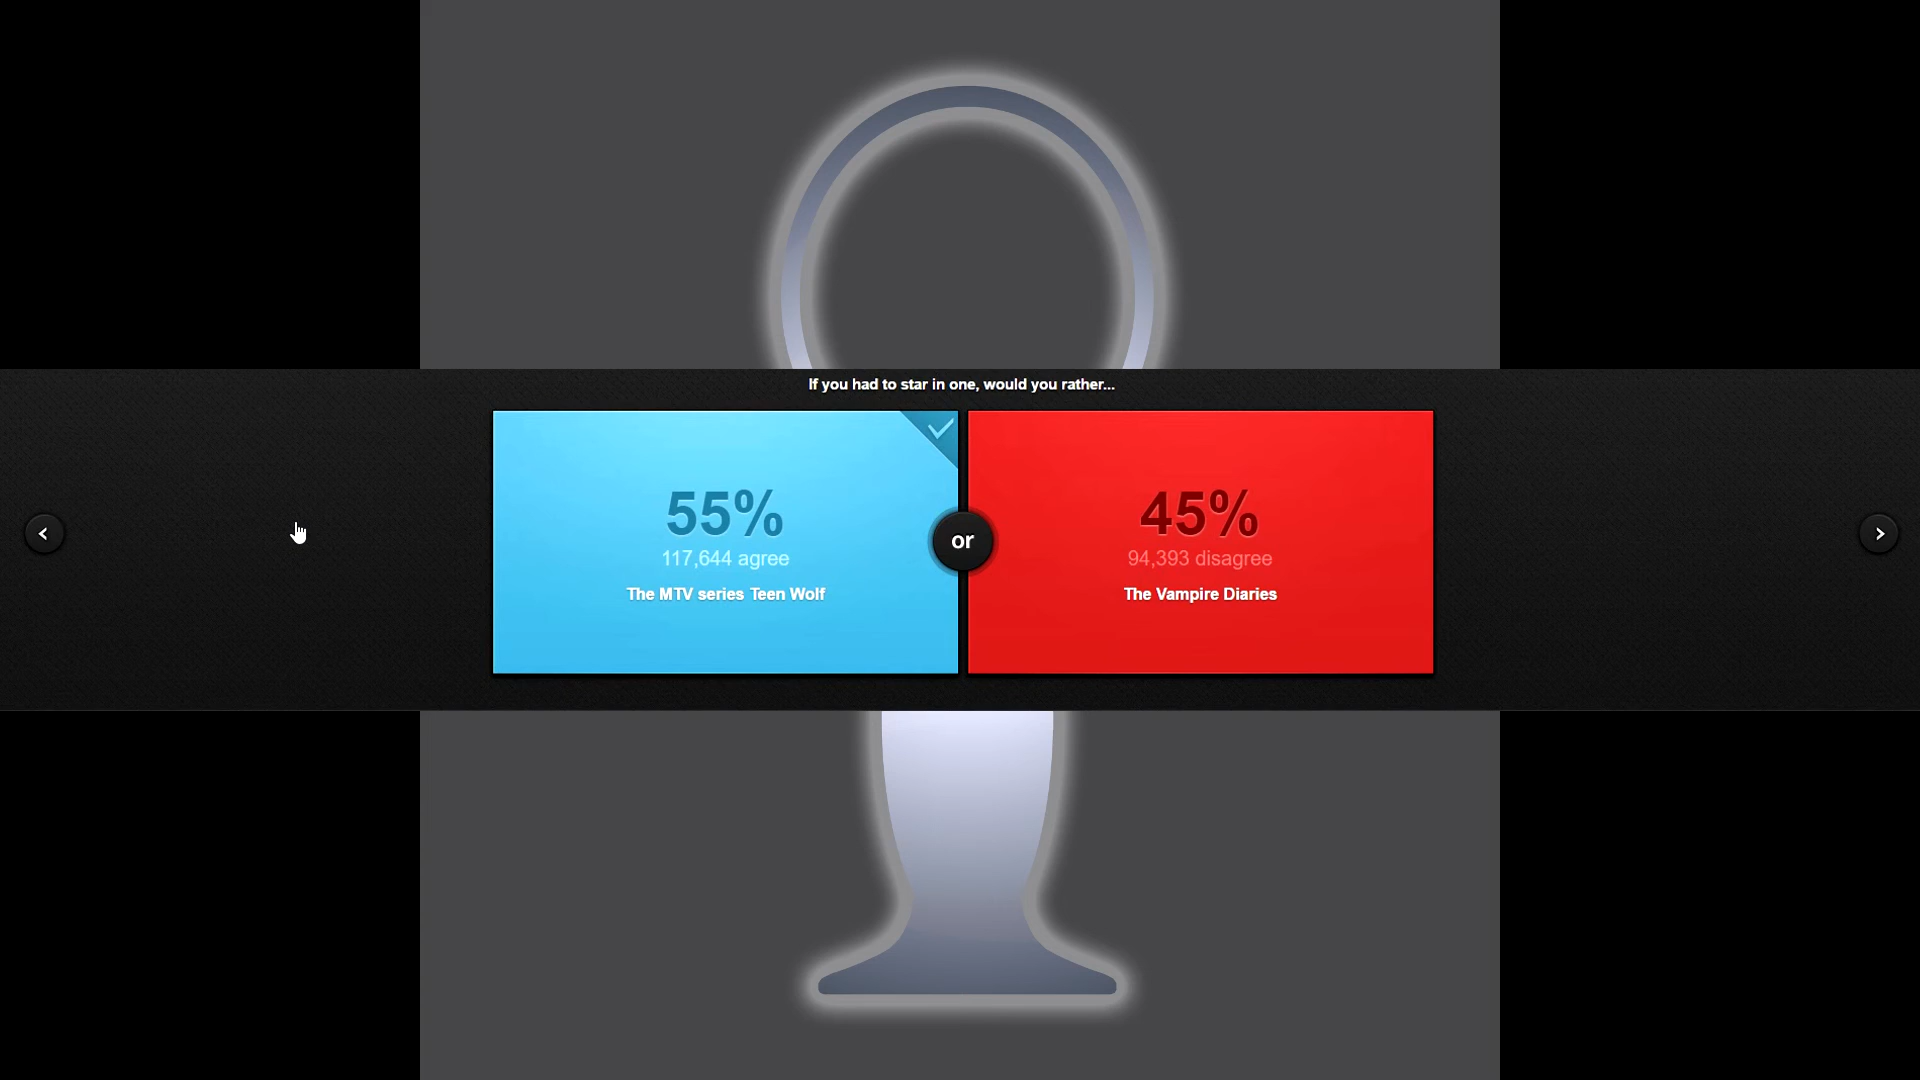 If you had to star in one, would you rather...
55%
117,644 agree
The MTV series Teen Wolf
or
45%
94,393 disagree
The Vampire Diaries